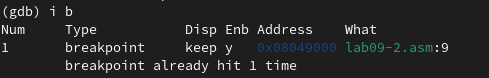 (gdb) i b
Num     Type           Disp Enb Address    What
1       breakpoint     keep y   0x08049000 lab09-2.asm:9
        breakpoint already hit 1 time